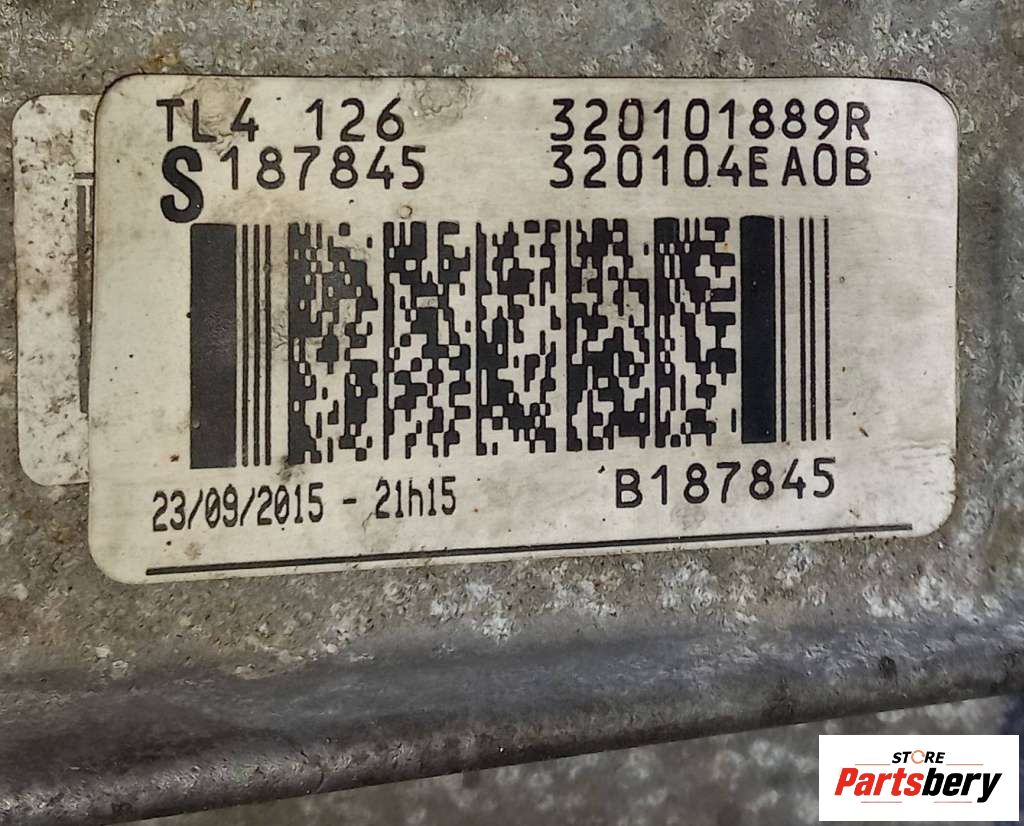 TL4 126 320101889R
S187845 320104EA0B
23/09/2015 - 21h15 B187845
STORE
Partsbery